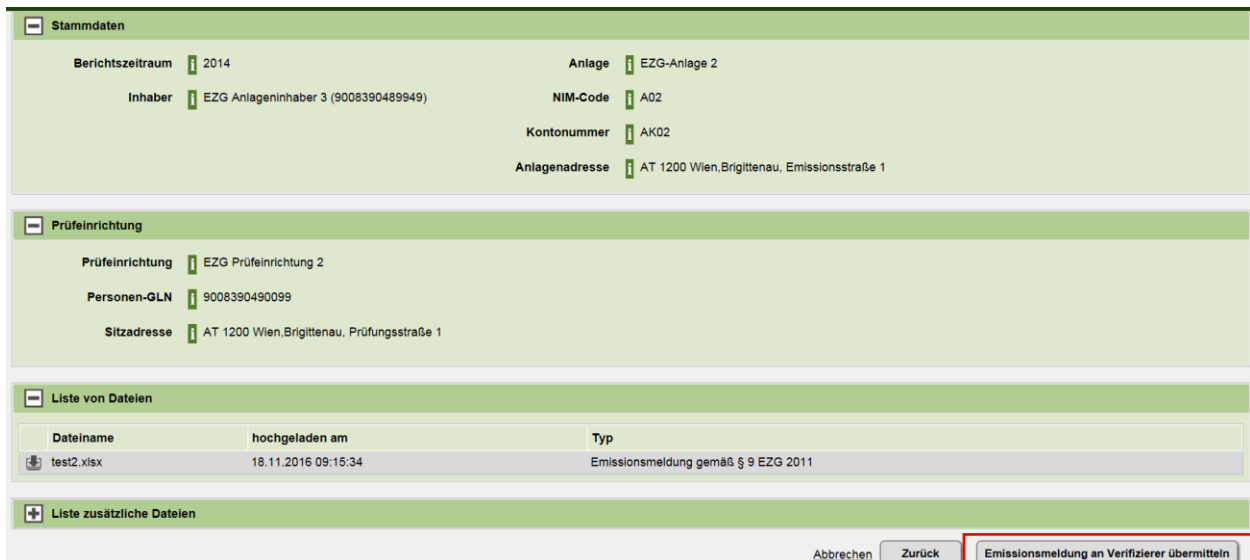 Stammdaten
Berichtszeitraum i 2014 Anlage i EZG-Anlage 2
Inhaber i EZG Anlageninhaber 3 (9008390489949) NIM-Code i A02
Kontonummer i AK02
Anlagenadresse i AT 1200 Wien,Brigittenau, Emissionsstraße 1
Prüfeinrichtung
Prüfeinrichtung i EZG Prüfeinrichtung 2
Personen-GLN i 9008390490099
Sitzadresse i AT 1200 Wien,Brigittenau, Prüfungsstraße 1
Liste von Dateien
Dateiname hochgeladen am Typ
test2.xlsx 18.11.2016 09:15:34 Emissionsmeldung gemäß § 9 EZG 2011
Liste zusätzliche Dateien
Abbrechen Zurück Emissionsmeldung an Verifizierer übermitteln